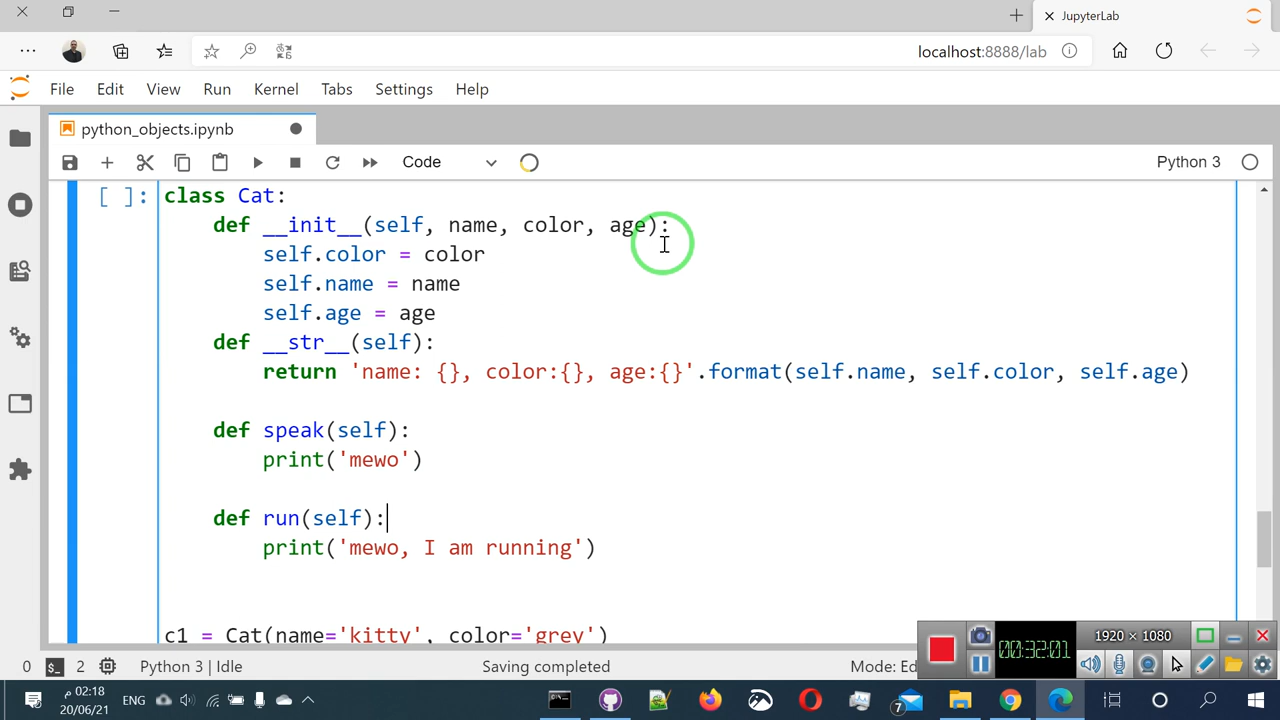 JupyterLab
localhost:8888/lab
File Edit View Run Kernel Tabs Settings Help
python_objects.ipynb
Code
Python 3
[ ]: class Cat:
    def __init__(self, name, color, age):
        self.color = color
        self.name = name
        self.age = age
    def __str__(self):
        return 'name: {}, color:{}, age:{}'.format(self.name, self.color, self.age)
    def speak(self):
        print('mewo')
    def run(self):
        print('mewo, I am running')
c1 = Cat(name='kitty', color='grey')
1920 × 1080
00:32:01
0 2 Python 3 | Idle Saving completed Mode: Ed
02:18 م
20/06/21
ENG
7